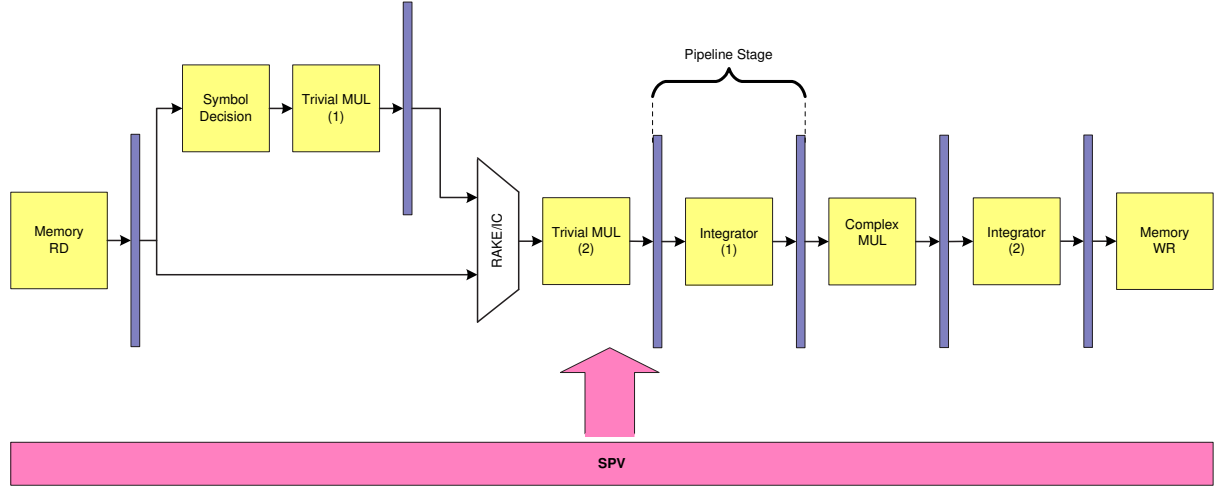 Pipeline Stage
Symbol
Decision
Trivial MUL
(1)
Memory
RD
RAKE/IC
Trivial MUL
(2)
Integrator
(1)
Complex
MUL
Integrator
(2)
Memory
WR
SPV